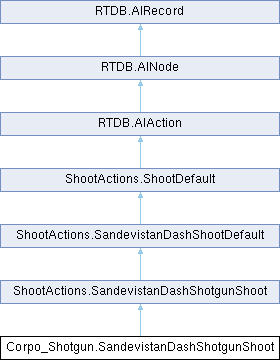 RTDB.AIRecord
RTDB.AINode
RTDB.AIAction
ShootActions.ShootDefault
ShootActions.SandevistanDashShootDefault
ShootActions.SandevistanDashShotgunShoot
Corpo_Shotgun.SandevistanDashShotgunShoot